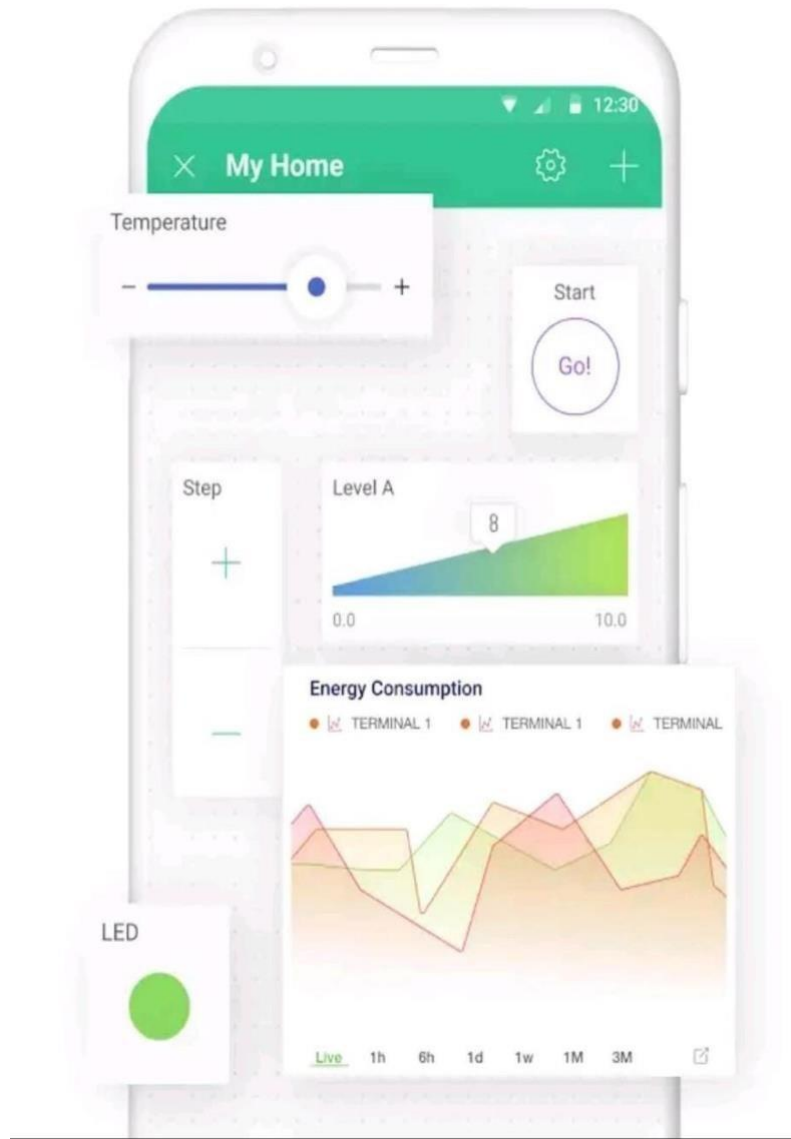 12:30
My Home
Temperature
− +
Start
Go!
Step
+
−
Level A
8
0.0 10.0
Energy Consumption
TERMINAL 1 TERMINAL 1 TERMINAL
LED
Live 1h 6h 1d 1w 1M 3M